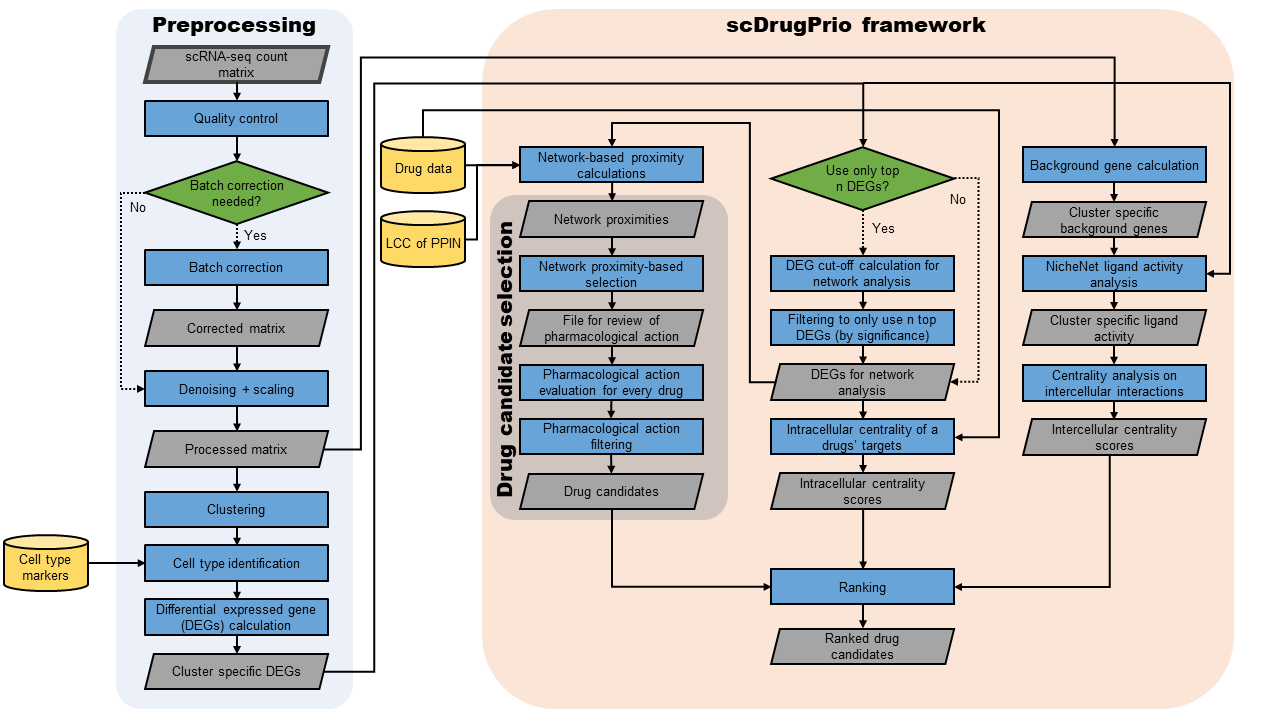 Preprocessing
scRNA-seq count
matrix
Quality control
Batch correction
needed?
No
Yes
Batch correction
Corrected matrix
Denoising + scaling
Processed matrix
Clustering
Cell type
markers
Cell type identification
Differential expressed gene
(DEGs) calculation
Cluster specific DEGs
scDrugPrio framework
Drug data
LCC of PPIN
Network-based proximity
calculations
Drug candidate selection
Network proximities
Network proximity-based
selection
File for review of
pharmacological action
Pharmacological action
evaluation for every drug
Pharmacological action
filtering
Drug candidates
Use only top
n DEGs?
No
Yes
DEG cut-off calculation for
network analysis
Filtering to only use n top
DEGs (by significance)
DEGs for network
analysis
Intracellular centrality of a
drugs' targets
Intracellular centrality
scores
Background gene calculation
Cluster specific
background genes
NicheNet ligand activity
analysis
Cluster specific ligand
activity
Centrality analysis on
intercellular interactions
Intercellular centrality
scores
Ranking
Ranked drug
candidates